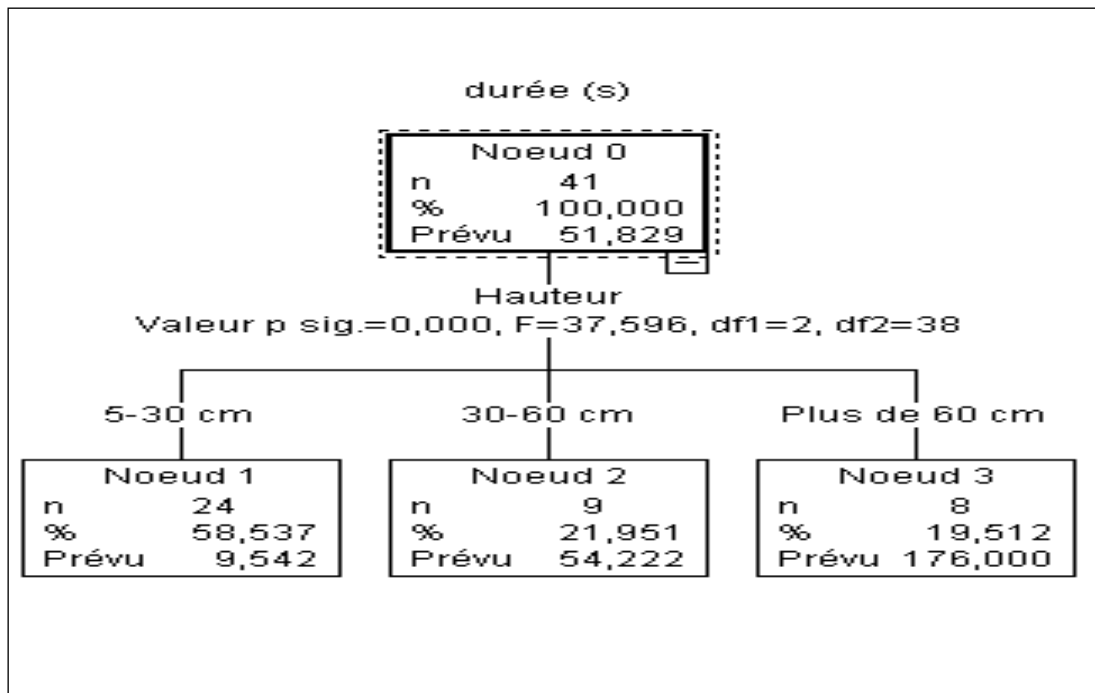 durée (s)
Noeud 0
n 41
% 100,000
Prévu 51,829
Hauteur
Valeur p sig.=0,000, F=37,596, df1=2, df2=38
5-30 cm 30-60 cm Plus de 60 cm
Noeud 1 Noeud 2 Noeud 3
n 24 n 9 n 8
% 58,537 % 21,951 % 19,512
Prévu 9,542 Prévu 54,222 Prévu 176,000